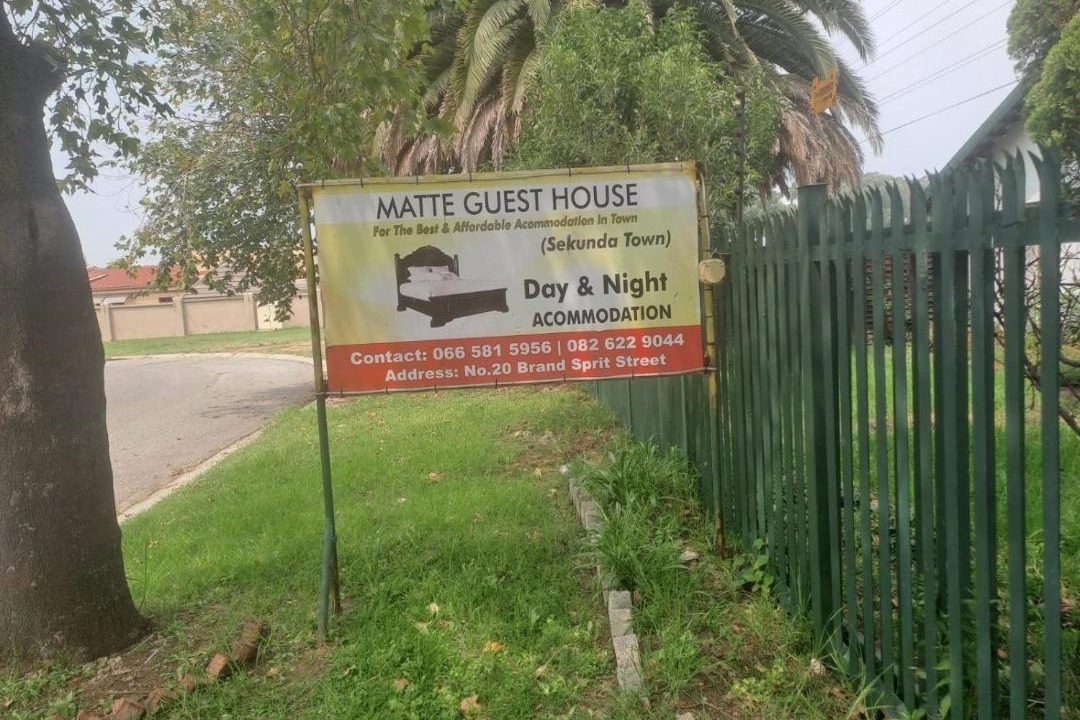 MATTE GUEST HOUSE
For The Best & Affordable Acommodation In Town
(Sekunda Town)
Day & Night
ACOMMODATION
Contact: 066 581 5956 | 082 622 9044
Address: No.20 Brand Sprit Street